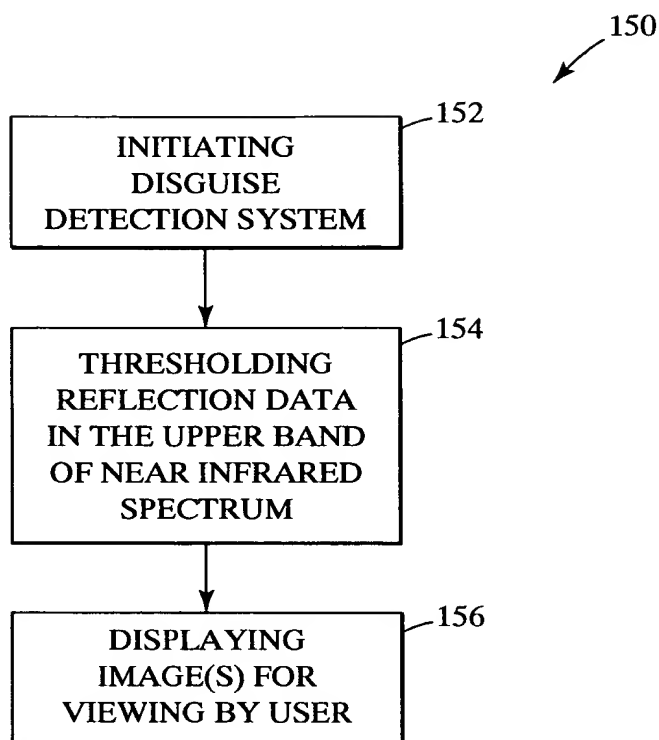 150
152
INITIATING
DISGUISE
DETECTION SYSTEM
154
THRESHOLDING
REFLECTION DATA
IN THE UPPER BAND
OF NEAR INFRARED
SPECTRUM
156
DISPLAYING
IMAGE(S) FOR
VIEWING BY USER